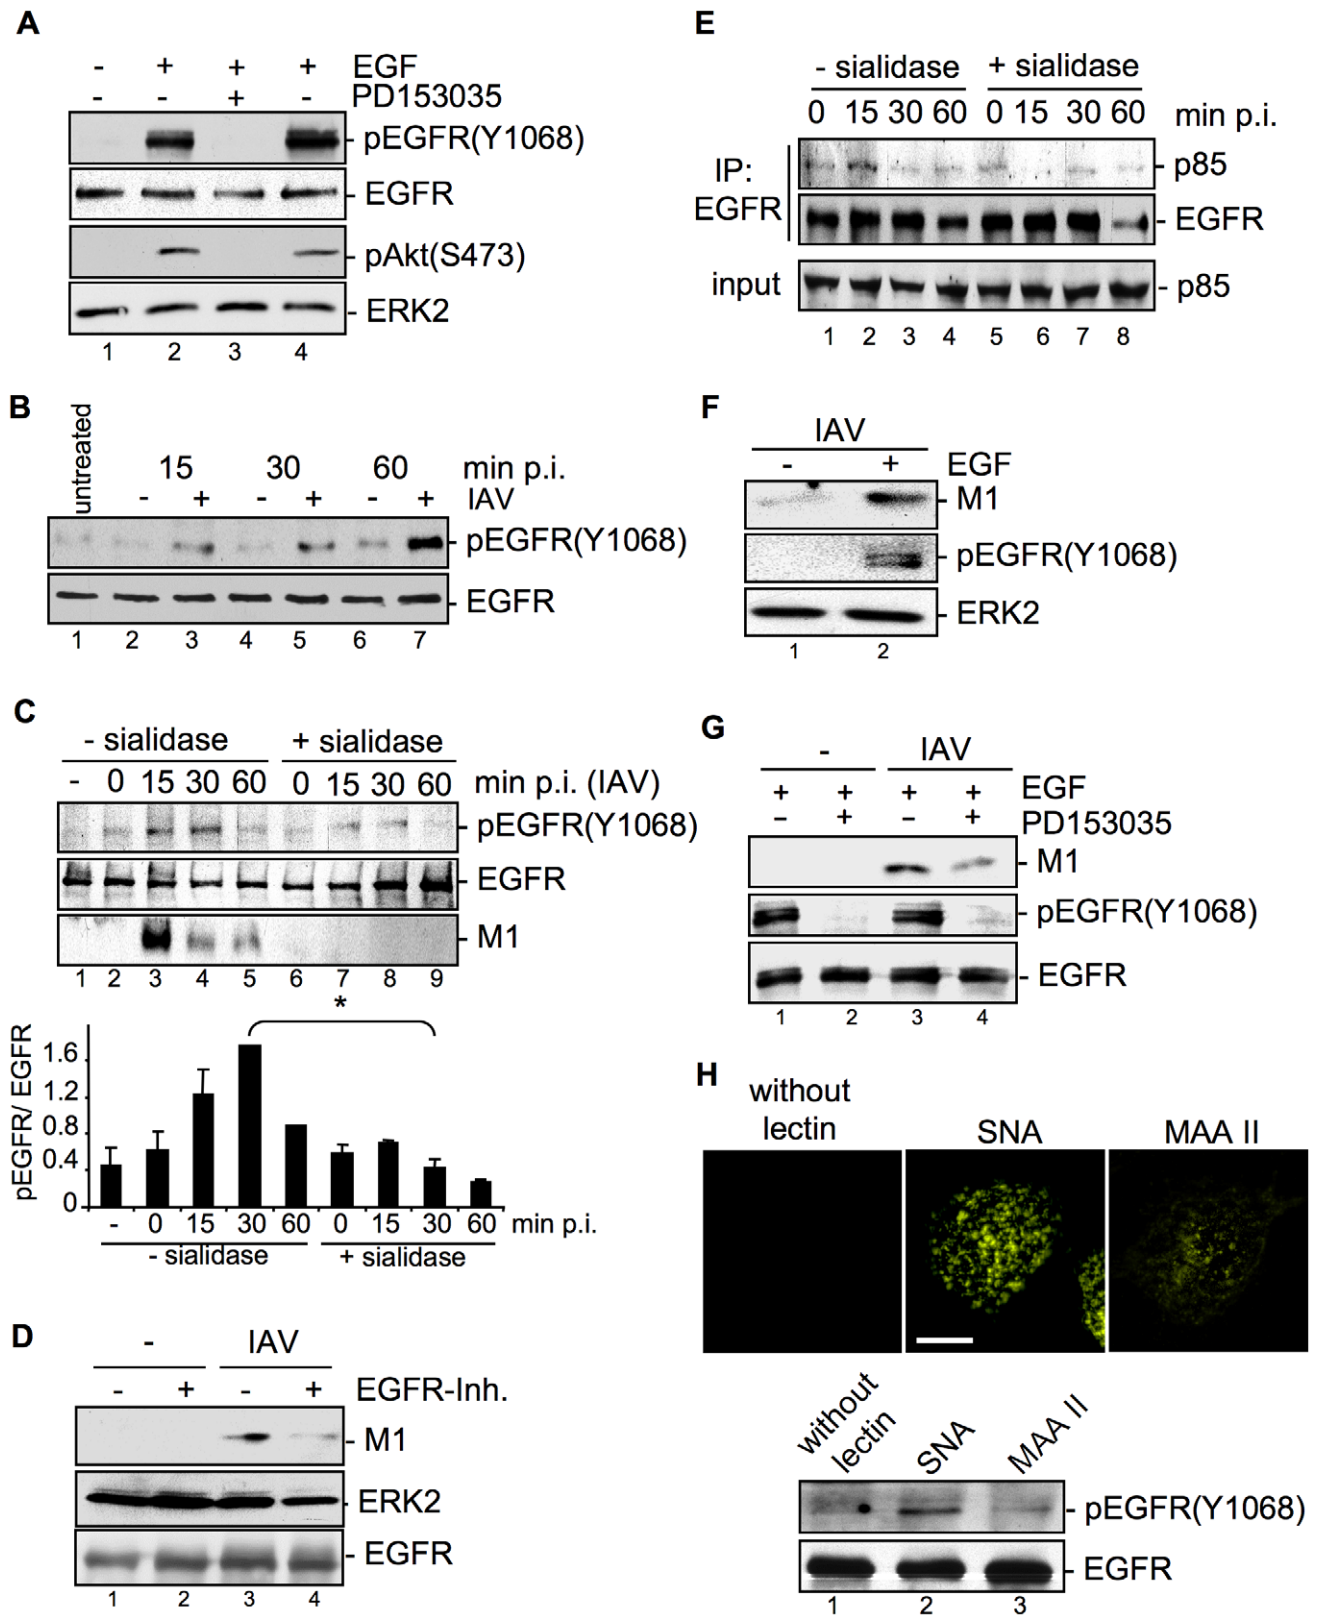 A
- + + + EGF
- - + - PD153035
pEGFR(Y1068)
EGFR
pAkt(S473)
ERK2
1 2 3 4
B
untreated
15 30 60 min p.i.
- + - + - + IAV
pEGFR(Y1068)
EGFR
1 2 3 4 5 6 7
C
- sialidase + sialidase
- 0 15 30 60 0 15 30 60 min p.i. (IAV)
pEGFR(Y1068)
EGFR
M1
1 2 3 4 5 6 7 8 9
*
pEGFR/ EGFR
1.6
1.2
0.8
0.4
0
- 0 15 30 60 0 15 30 60 min p.i.
- sialidase + sialidase
D
- IAV
- + - + EGFR-Inh.
M1
ERK2
EGFR
1 2 3 4
E
- sialidase + sialidase
0 15 30 60 0 15 30 60 min p.i.
IP:
EGFR
p85
EGFR
input
p85
1 2 3 4 5 6 7 8
F
IAV
- + EGF
M1
pEGFR(Y1068)
ERK2
1 2
G
- IAV
+ + + + EGF
- + - + PD153035
M1
pEGFR(Y1068)
EGFR
1 2 3 4
H
without
lectin
SNA
MAA II
without
lectin
SNA
MAA II
pEGFR(Y1068)
EGFR
1 2 3